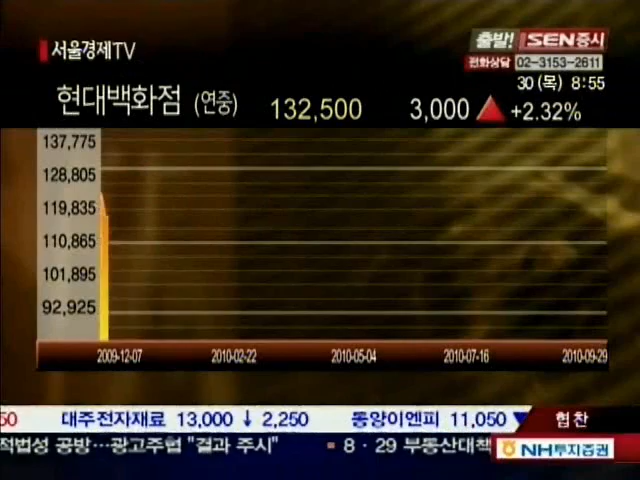 서울경제TV
출발! SEN증시
전화상담 02-3153-2611
30 (목) 8:55
현대백화점 (연중) 132,500 3,000 ▲ +2.32%
137,775
128,805
119,835
110,865
101,895
92,925
2009-12-07 2010-02-22 2010-05-04 2010-07-16 2010-09-29
50 대주전자재료 13,000 ↓ 2,250 동양이엔피 11,050 ▼ 협찬
적법성 공방…광고주협 "결과 주시" ▪ 8·29 부동산대책 NH투자증권